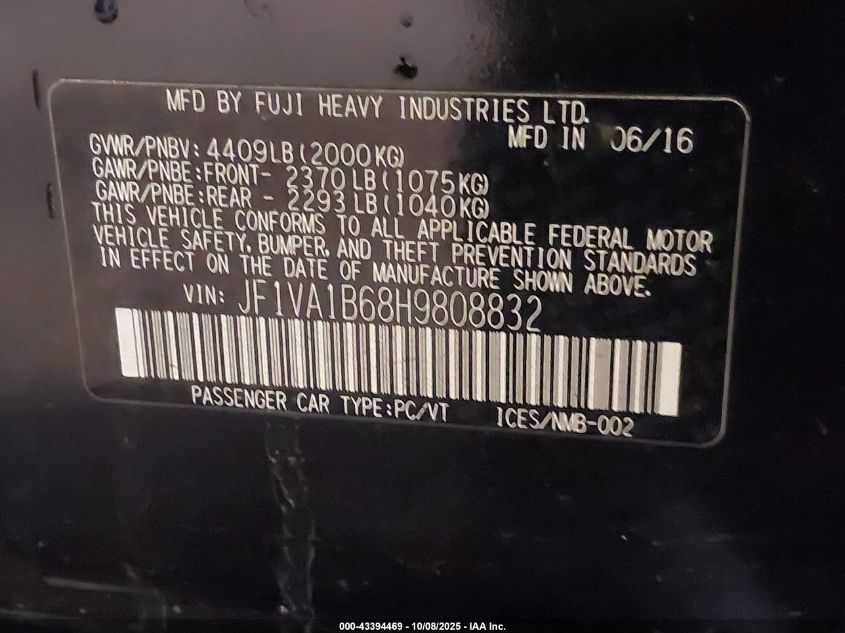 MFD BY FUJI HEAVY INDUSTRIES LTD.
MFD IN 06/16
GVWR/PNBV: 4409LB(2000KG)
GAWR/PNBE:FRONT- 2370LB(1075KG)
GAWR/PNBE:REAR - 2293LB(1040KG)
THIS VEHICLE CONFORMS TO ALL APPLICABLE FEDERAL MOTOR
VEHICLE SAFETY, BUMPER, AND THEFT PREVENTION STANDARDS
IN EFFECT ON THE DATE OF MANUFACTURE SHOWN ABOVE.
VIN: JF1VA1B68H9808832
PASSENGER CAR TYPE:PC/VT ICES/NMB-002
000-43394469 - 10/08/2025 - IAA Inc.